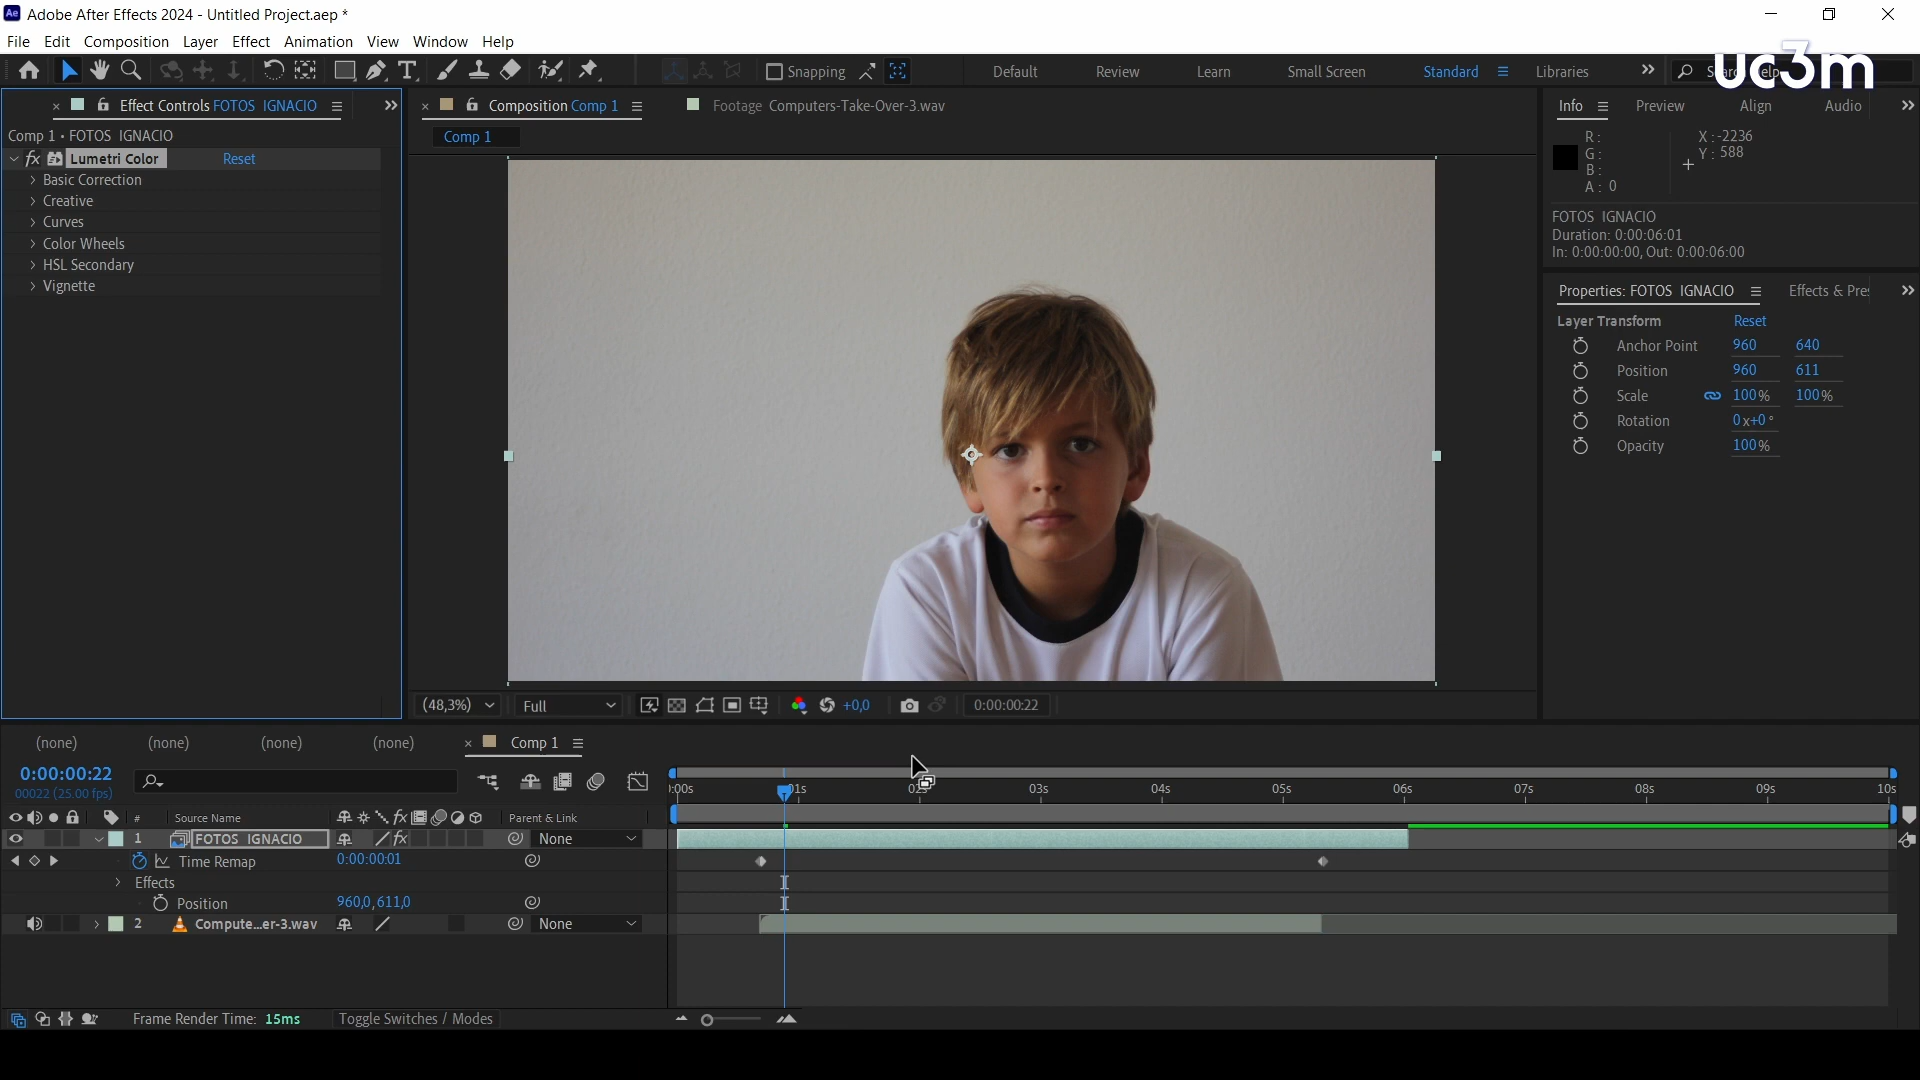 Adobe After Effects 2024 - Untitled Project.aep *
File Edit Composition Layer Effect Animation View Window Help
Snapping Default Review Learn Small Screen Standard Libraries
uc3m
Effect Controls FOTOS IGNACIO
Composition Comp 1
Footage Computers-Take-Over-3.wav
Info Preview Align Audio
Comp 1 • FOTOS IGNACIO
Comp 1
fx Lumetri Color Reset
Basic Correction
Creative
Curves
Color Wheels
HSL Secondary
Vignette
R :
G :
B :
A : 0
X : -2236
Y : 588
FOTOS IGNACIO
Duration: 0:00:06:01
In: 0:00:00:00, Out: 0:00:06:00
Properties: FOTOS IGNACIO Effects & Pre
Layer Transform Reset
Anchor Point 960 640
Position 960 611
Scale 100% 100%
Rotation 0x+0°
Opacity 100%
(48,3%) Full +0,0 0:00:00:22
(none) (none) (none) (none) Comp 1
0:00:00:22
00022 (25.00 fps)
:00s 01s 02s 03s 04s 05s 06s 07s 08s 09s 10s
# Source Name fx Parent & Link
1 FOTOS IGNACIO fx None
Time Remap 0:00:00:01
Effects
Position 960,0,611,0
2 Compute...er-3.wav None
Frame Render Time: 15ms Toggle Switches / Modes